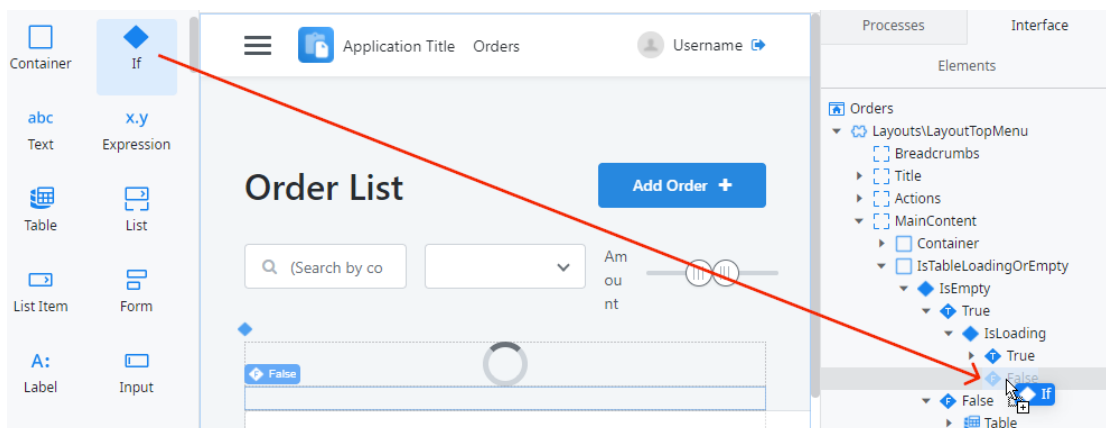 Container
If
abc
Text
x.y
Expression
Table
List
List Item
Form
A:
Label
Input
Application Title Orders
Username
Order List
Add Order +
(Search by co
Am
ou
nt
False
Processes
Interface
Elements
Orders
Layouts\LayoutTopMenu
Breadcrumbs
Title
Actions
MainContent
Container
IsTableLoadingOrEmpty
IsEmpty
T True
IsLoading
T True
False
If
F False
Table